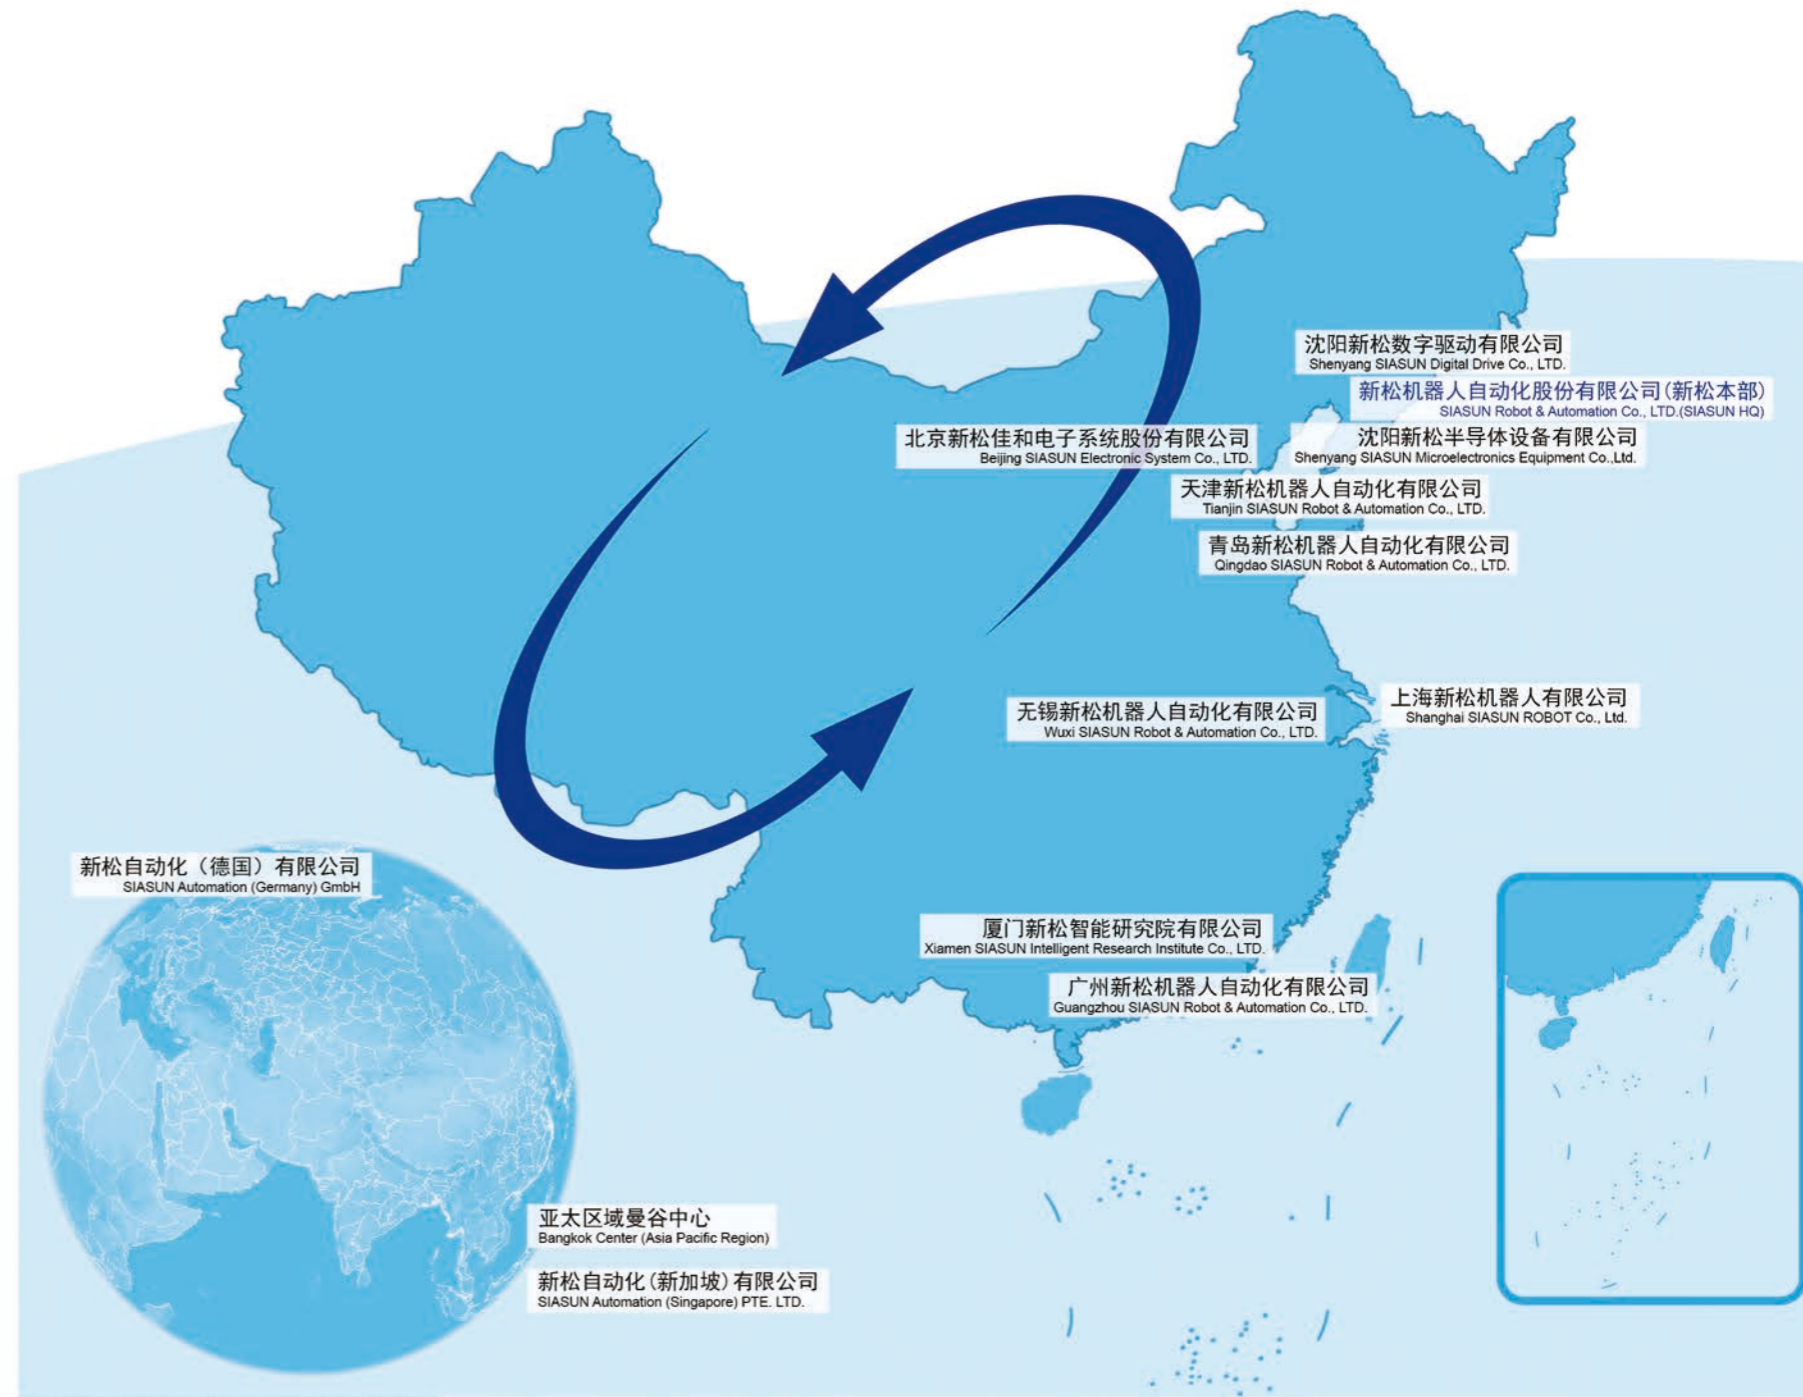 沈阳新松数字驱动有限公司
Shenyang SIASUN Digital Drive Co., LTD.
新松机器人自动化股份有限公司(新松本部)
SIASUN Robot & Automation Co., LTD.(SIASUN HQ)
北京新松佳和电子系统股份有限公司
Beijing SIASUN Electronic System Co., LTD.
沈阳新松半导体设备有限公司
Shenyang SIASUN Microelectronics Equipment Co.,Ltd.
天津新松机器人自动化有限公司
Tianjin SIASUN Robot & Automation Co., LTD.
青岛新松机器人自动化有限公司
Qingdao SIASUN Robot & Automation Co., LTD.
上海新松机器人有限公司
Shanghai SIASUN ROBOT Co., Ltd.
无锡新松机器人自动化有限公司
Wuxi SIASUN Robot & Automation Co., LTD.
新松自动化（德国）有限公司
SIASUN Automation (Germany) GmbH
厦门新松智能研究院有限公司
Xiamen SIASUN Intelligent Research Institute Co., LTD.
广州新松机器人自动化有限公司
Guangzhou SIASUN Robot & Automation Co., LTD.
亚太区域曼谷中心
Bangkok Center (Asia Pacific Region)
新松自动化(新加坡)有限公司
SIASUN Automation (Singapore) PTE. LTD.